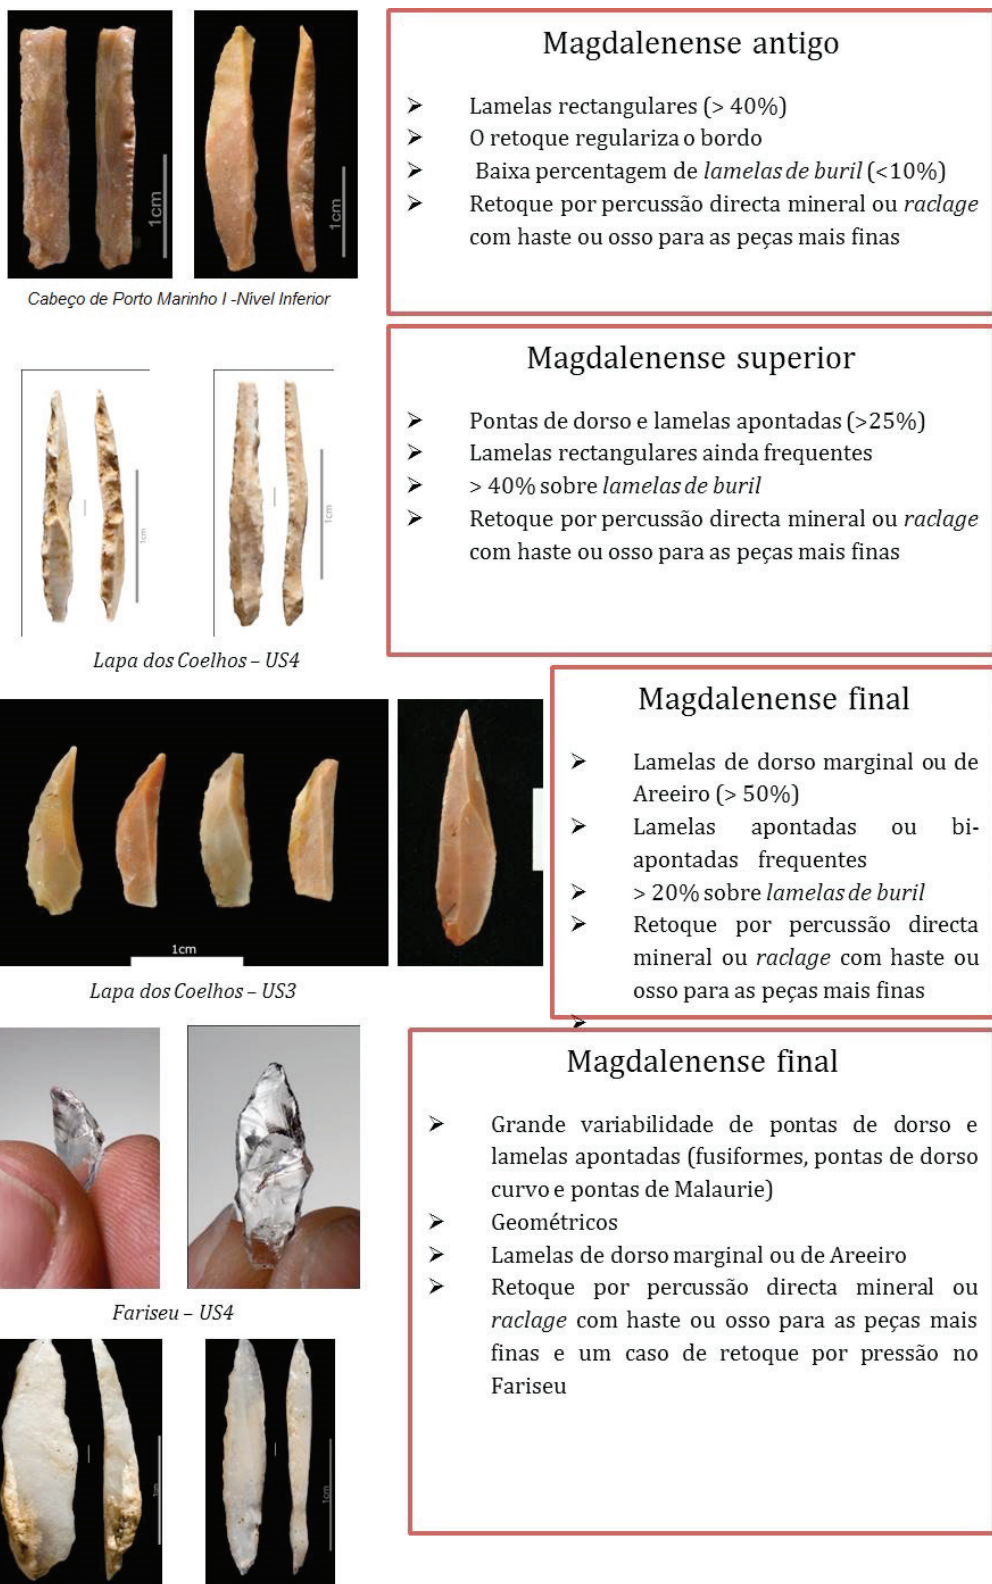 Magdalenense antigo
➢ Lamelas rectangulares (> 40%)
➢ O retoque regulariza o bordo
➢ Baixa percentagem de lamelas de buril (<10%)
➢ Retoque por percussão directa mineral ou raclage
com haste ou osso para as peças mais finas
1cm
1cm
Cabeço de Porto Marinho I -Nível Inferior
Magdalenense superior
➢ Pontas de dorso e lamelas apontadas (>25%)
➢ Lamelas rectangulares ainda frequentes
➢ > 40% sobre lamelas de buril
➢ Retoque por percussão directa mineral ou raclage
com haste ou osso para as peças mais finas
1cm
1cm
Lapa dos Coelhos – US4
Magdalenense final
➢ Lamelas de dorso marginal ou de
Areeiro (> 50%)
➢ Lamelas apontadas ou bi-
apontadas frequentes
➢ > 20% sobre lamelas de buril
➢ Retoque por percussão directa
mineral ou raclage com haste ou
osso para as peças mais finas
➢
1cm
Lapa dos Coelhos – US3
Magdalenense final
➢ Grande variabilidade de pontas de dorso e
lamelas apontadas (fusiformes, pontas de dorso
curvo e pontas de Malaurie)
➢ Geométricos
➢ Lamelas de dorso marginal ou de Areeiro
➢ Retoque por percussão directa mineral ou
raclage com haste ou osso para as peças mais
finas e um caso de retoque por pressão no
Fariseu
Fariseu – US4
1cm
1cm